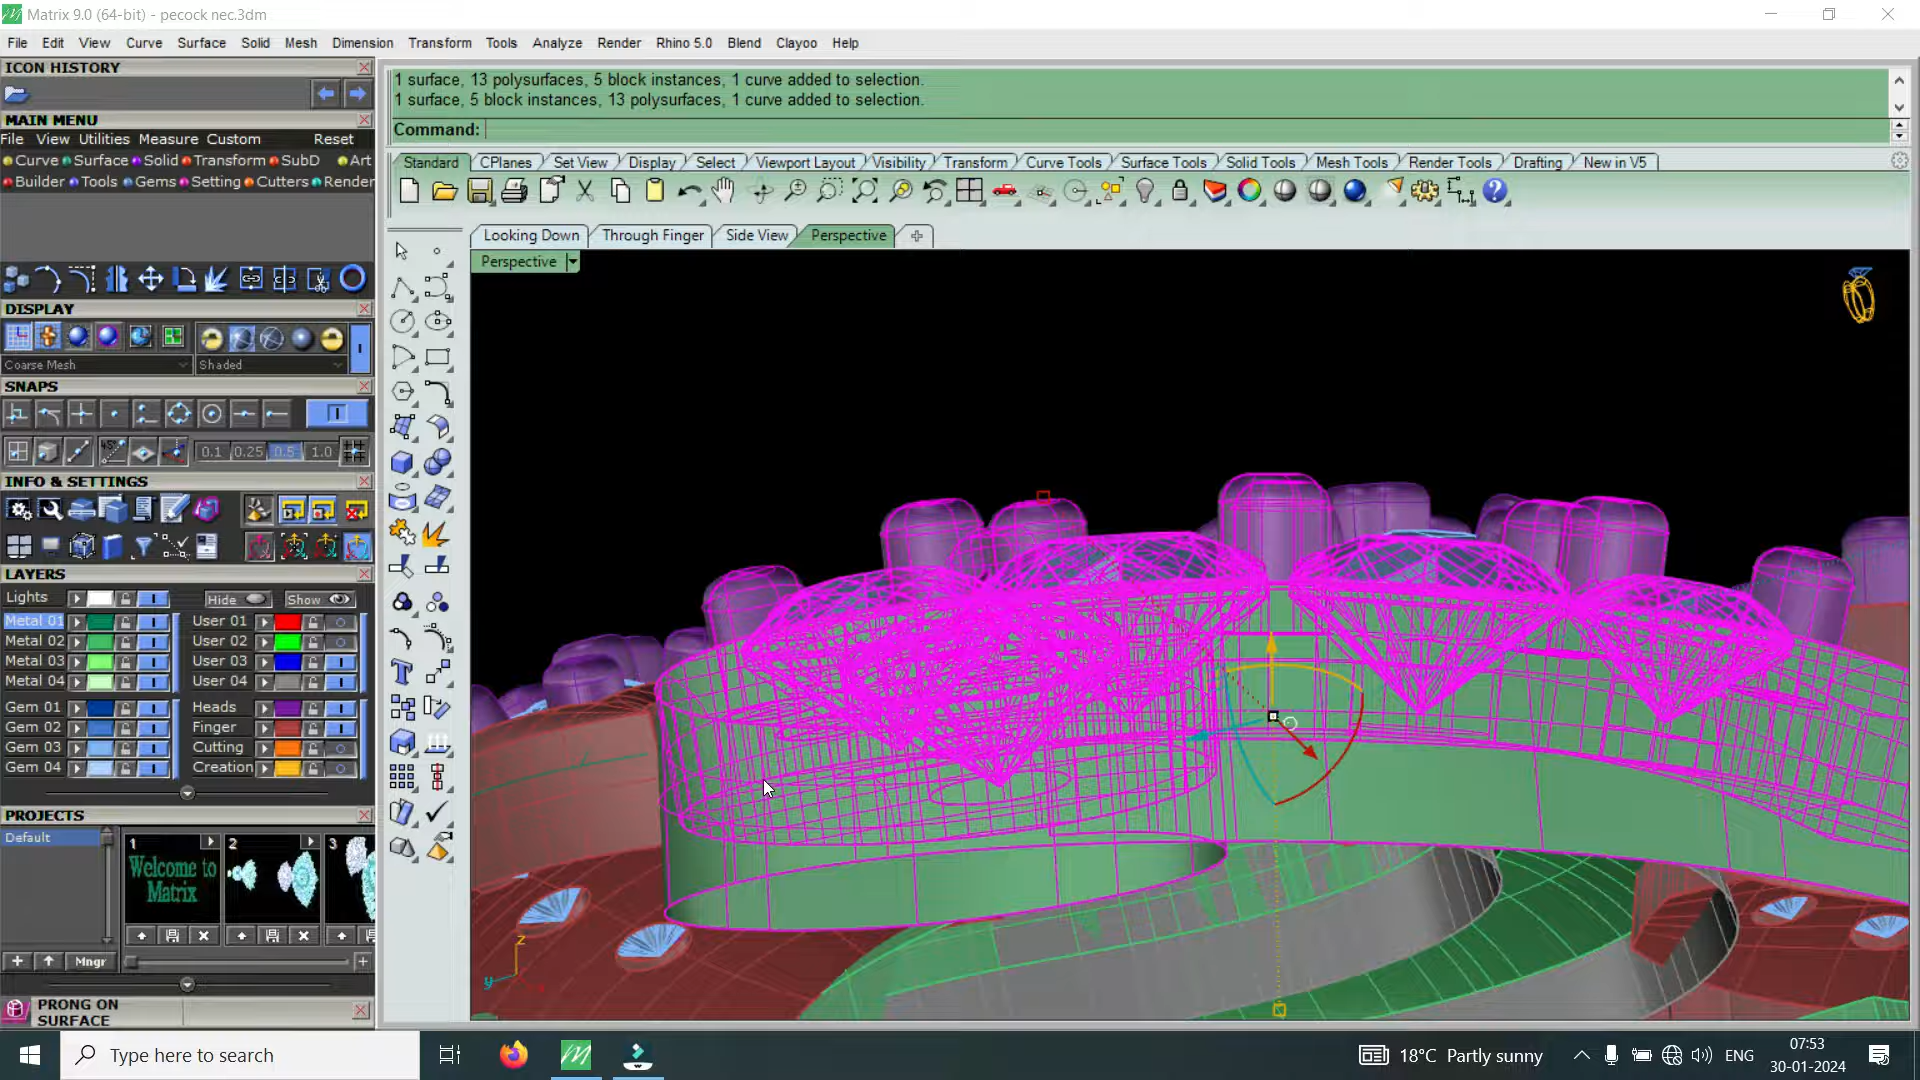 Matrix 9.0 (64-bit) - pecock nec.3dm
File Edit View Curve Surface Solid Mesh Dimension Transform Tools Analyze Render Rhino 5.0 Blend Clayoo Help
ICON HISTORY
MAIN MENU
File View Utilities Measure Custom Reset
Curve Surface Solid Transform SubD Art
Builder Tools Gems Setting Cutters Render
DISPLAY
Coarse Mesh Shaded
SNAPS
0.1 0.25 0.5 1.0
INFO & SETTINGS
LAYERS
Lights Hide Show
Metal 01 User 01
Metal 02 User 02
Metal 03 User 03
Metal 04 User 04
Gem 01 Heads
Gem 02 Finger
Gem 03 Cutting
Gem 04 Creation
PROJECTS
Default
1 2 3
Welcome to
Matrix
Mngr
PRONG ON
SURFACE
1 surface, 13 polysurfaces, 5 block instances, 1 curve added to selection.
1 surface, 5 block instances, 13 polysurfaces, 1 curve added to selection.
Command:
Standard CPlanes Set View Display Select Viewport Layout Visibility Transform Curve Tools Surface Tools Solid Tools Mesh Tools Render Tools Drafting New in V5
Looking Down Through Finger Side View Perspective
Perspective
z
y
Type here to search
18°C Partly sunny
ENG
07:53
30-01-2024